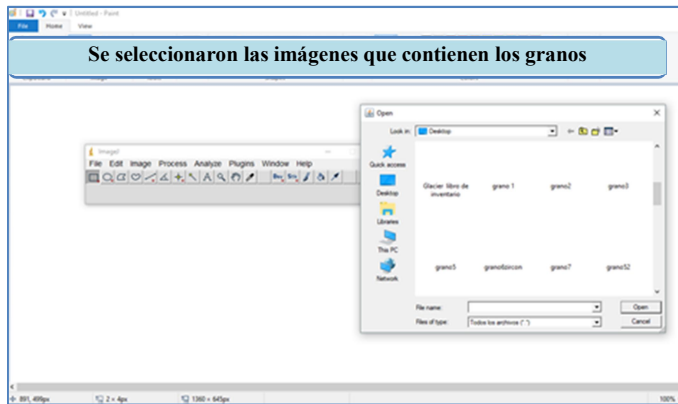 Untitled - Paint
File Home View
Se seleccionaron las imágenes que contienen los granos
Open
Look in: Desktop
ImageJ
File Edit Image Process Analyze Plugins Window Help
Quick access
Desktop
Libraries
This PC
Network
Glacier libro de inventario
grano 1
grano2
grano3
grano5
grano6zircon
grano7
grano52
File name:
Open
Files of type: Todos los archivos (*.*)
Cancel
891, 499px
2 × 4px
1360 × 645px
100%